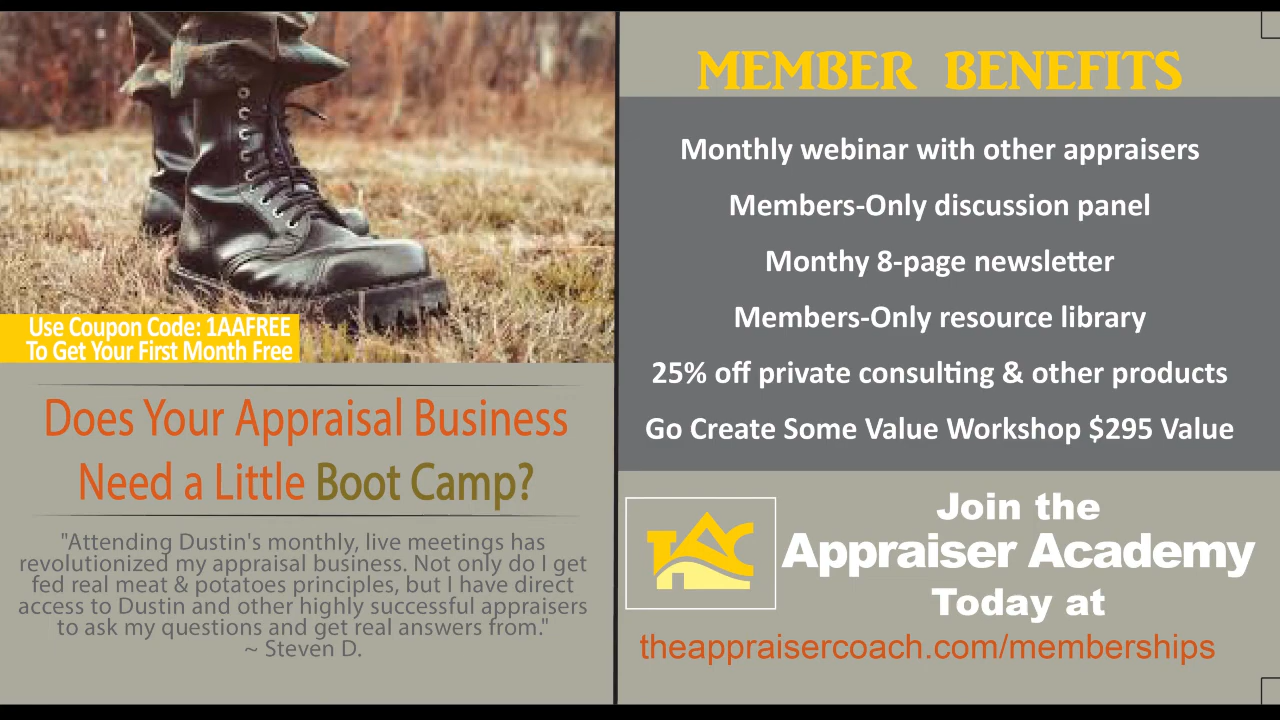 Use Coupon Code: 1AAFREE
To Get Your First Month Free
Does Your Appraisal Business
Need a Little Boot Camp?
"Attending Dustin's monthly, live meetings has
revolutionized my appraisal business. Not only do I get
fed real meat & potatoes principles, but I have direct
access to Dustin and other highly successful appraisers
to ask my questions and get real answers from."
~ Steven D.
MEMBER BENEFITS
Monthly webinar with other appraisers
Members-Only discussion panel
Monthy 8-page newsletter
Members-Only resource library
25% off private consulting & other products
Go Create Some Value Workshop $295 Value
TAC
Join the
Appraiser Academy
Today at
theappraisercoach.com/memberships